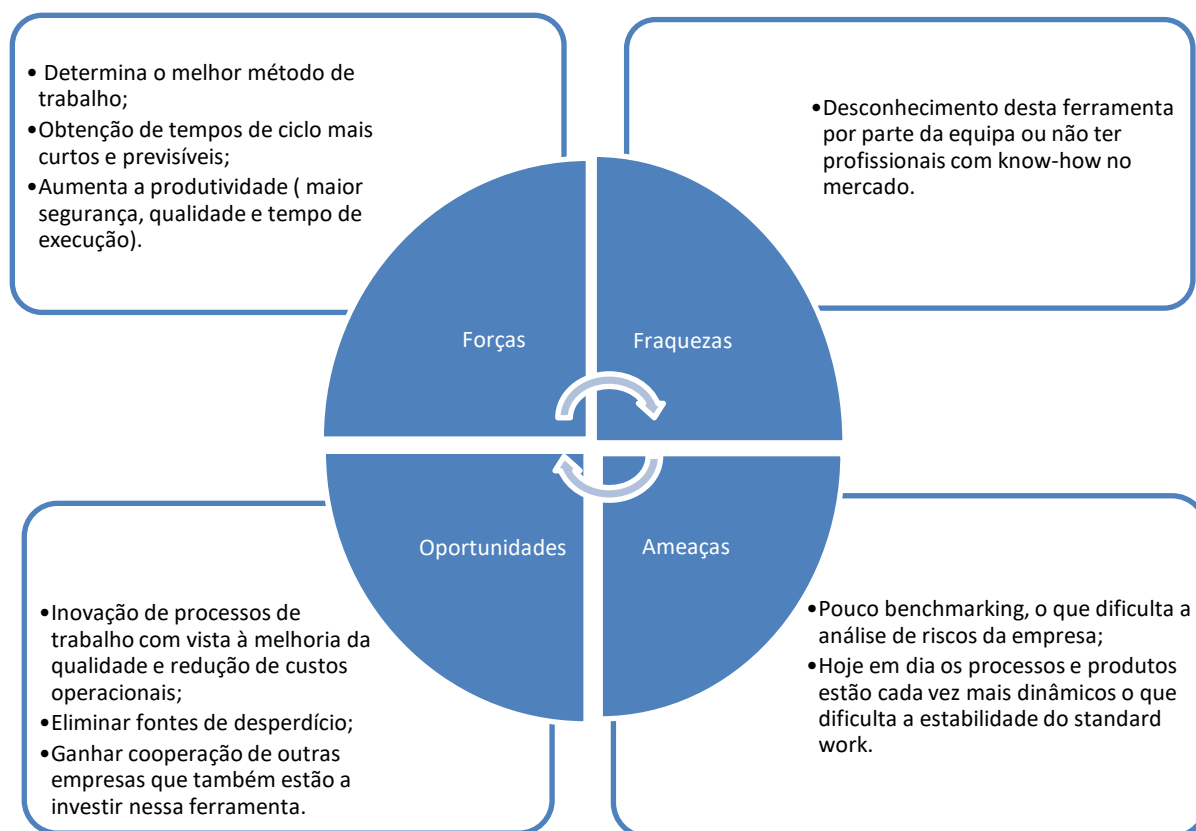 • Determina o melhor método de
trabalho;
•Obtenção de tempos de ciclo mais
curtos e previsíveis;
•Aumenta a produtividade ( maior
segurança, qualidade e tempo de
execução).
•Desconhecimento desta ferramenta
por parte da equipa ou não ter
profissionais com know-how no
mercado.
Forças
Fraquezas
Oportunidades
Ameaças
•Inovação de processos de
trabalho com vista à melhoria da
qualidade e redução de custos
operacionais;
•Eliminar fontes de desperdício;
•Ganhar cooperação de outras
empresas que também estão a
investir nessa ferramenta.
•Pouco benchmarking, o que dificulta a
análise de riscos da empresa;
•Hoje em dia os processos e produtos
estão cada vez mais dinâmicos o que
dificulta a estabilidade do standard
work.